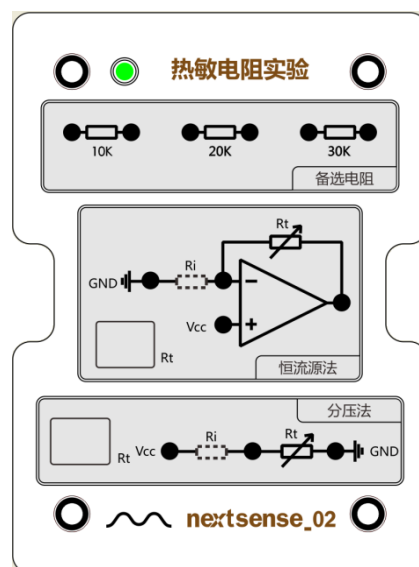 热敏电阻实验
10K 20K 30K
备选电阻
Rt
GND Ri −
Vcc +
Rt
恒流源法
分压法
Rt Vcc Ri Rt GND
nextsense_02